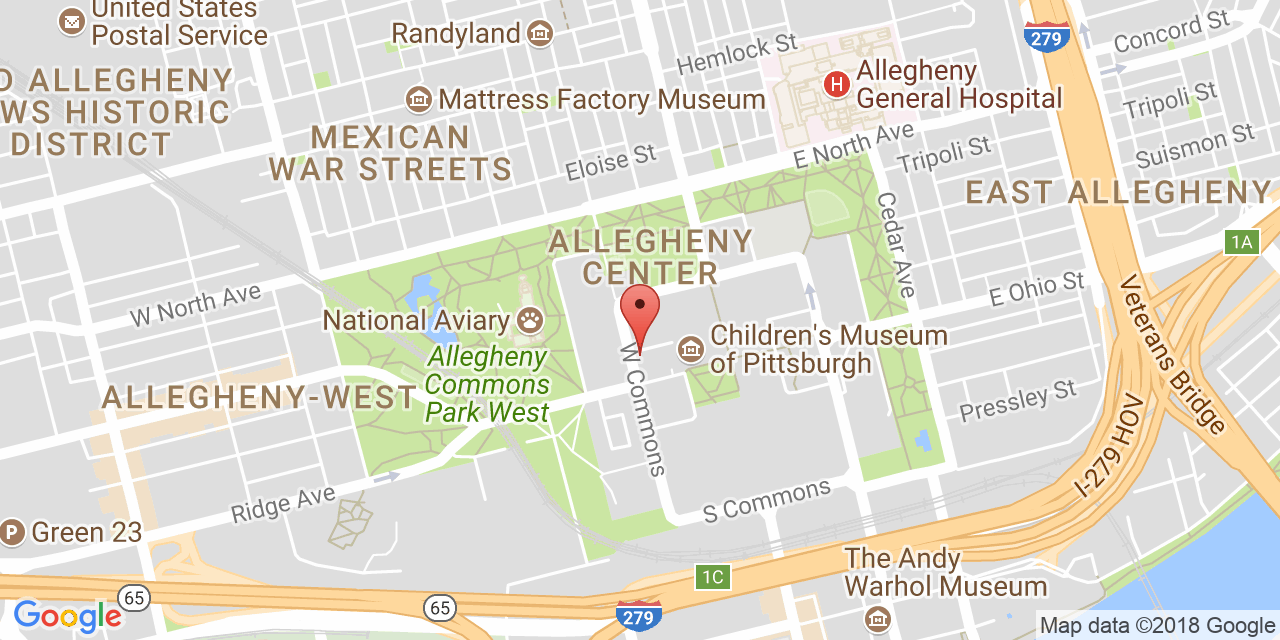 United States
Postal Service
Randyland
Hemlock St
279
Concord St
Allegheny
General Hospital
H
D ALLEGHENY
WS HISTORIC
DISTRICT
Mattress Factory Museum
Tripoli St
MEXICAN
WAR STREETS
Eloise St
E North Ave
Tripoli St
Suismon St
EAST ALLEGHENY
ALLEGHENY
CENTER
Cedar Ave
1A
W North Ave
E Ohio St
National Aviary
Children's Museum
of Pittsburgh
Veterans Bridge
Allegheny
Commons
Park West
W Commons
ALLEGHENY-WEST
Pressley St
I-279 HOV
Ridge Ave
S Commons
P
Green 23
The Andy
Warhol Museum
1C
65
65
279
Google
Map data ©2018 Google